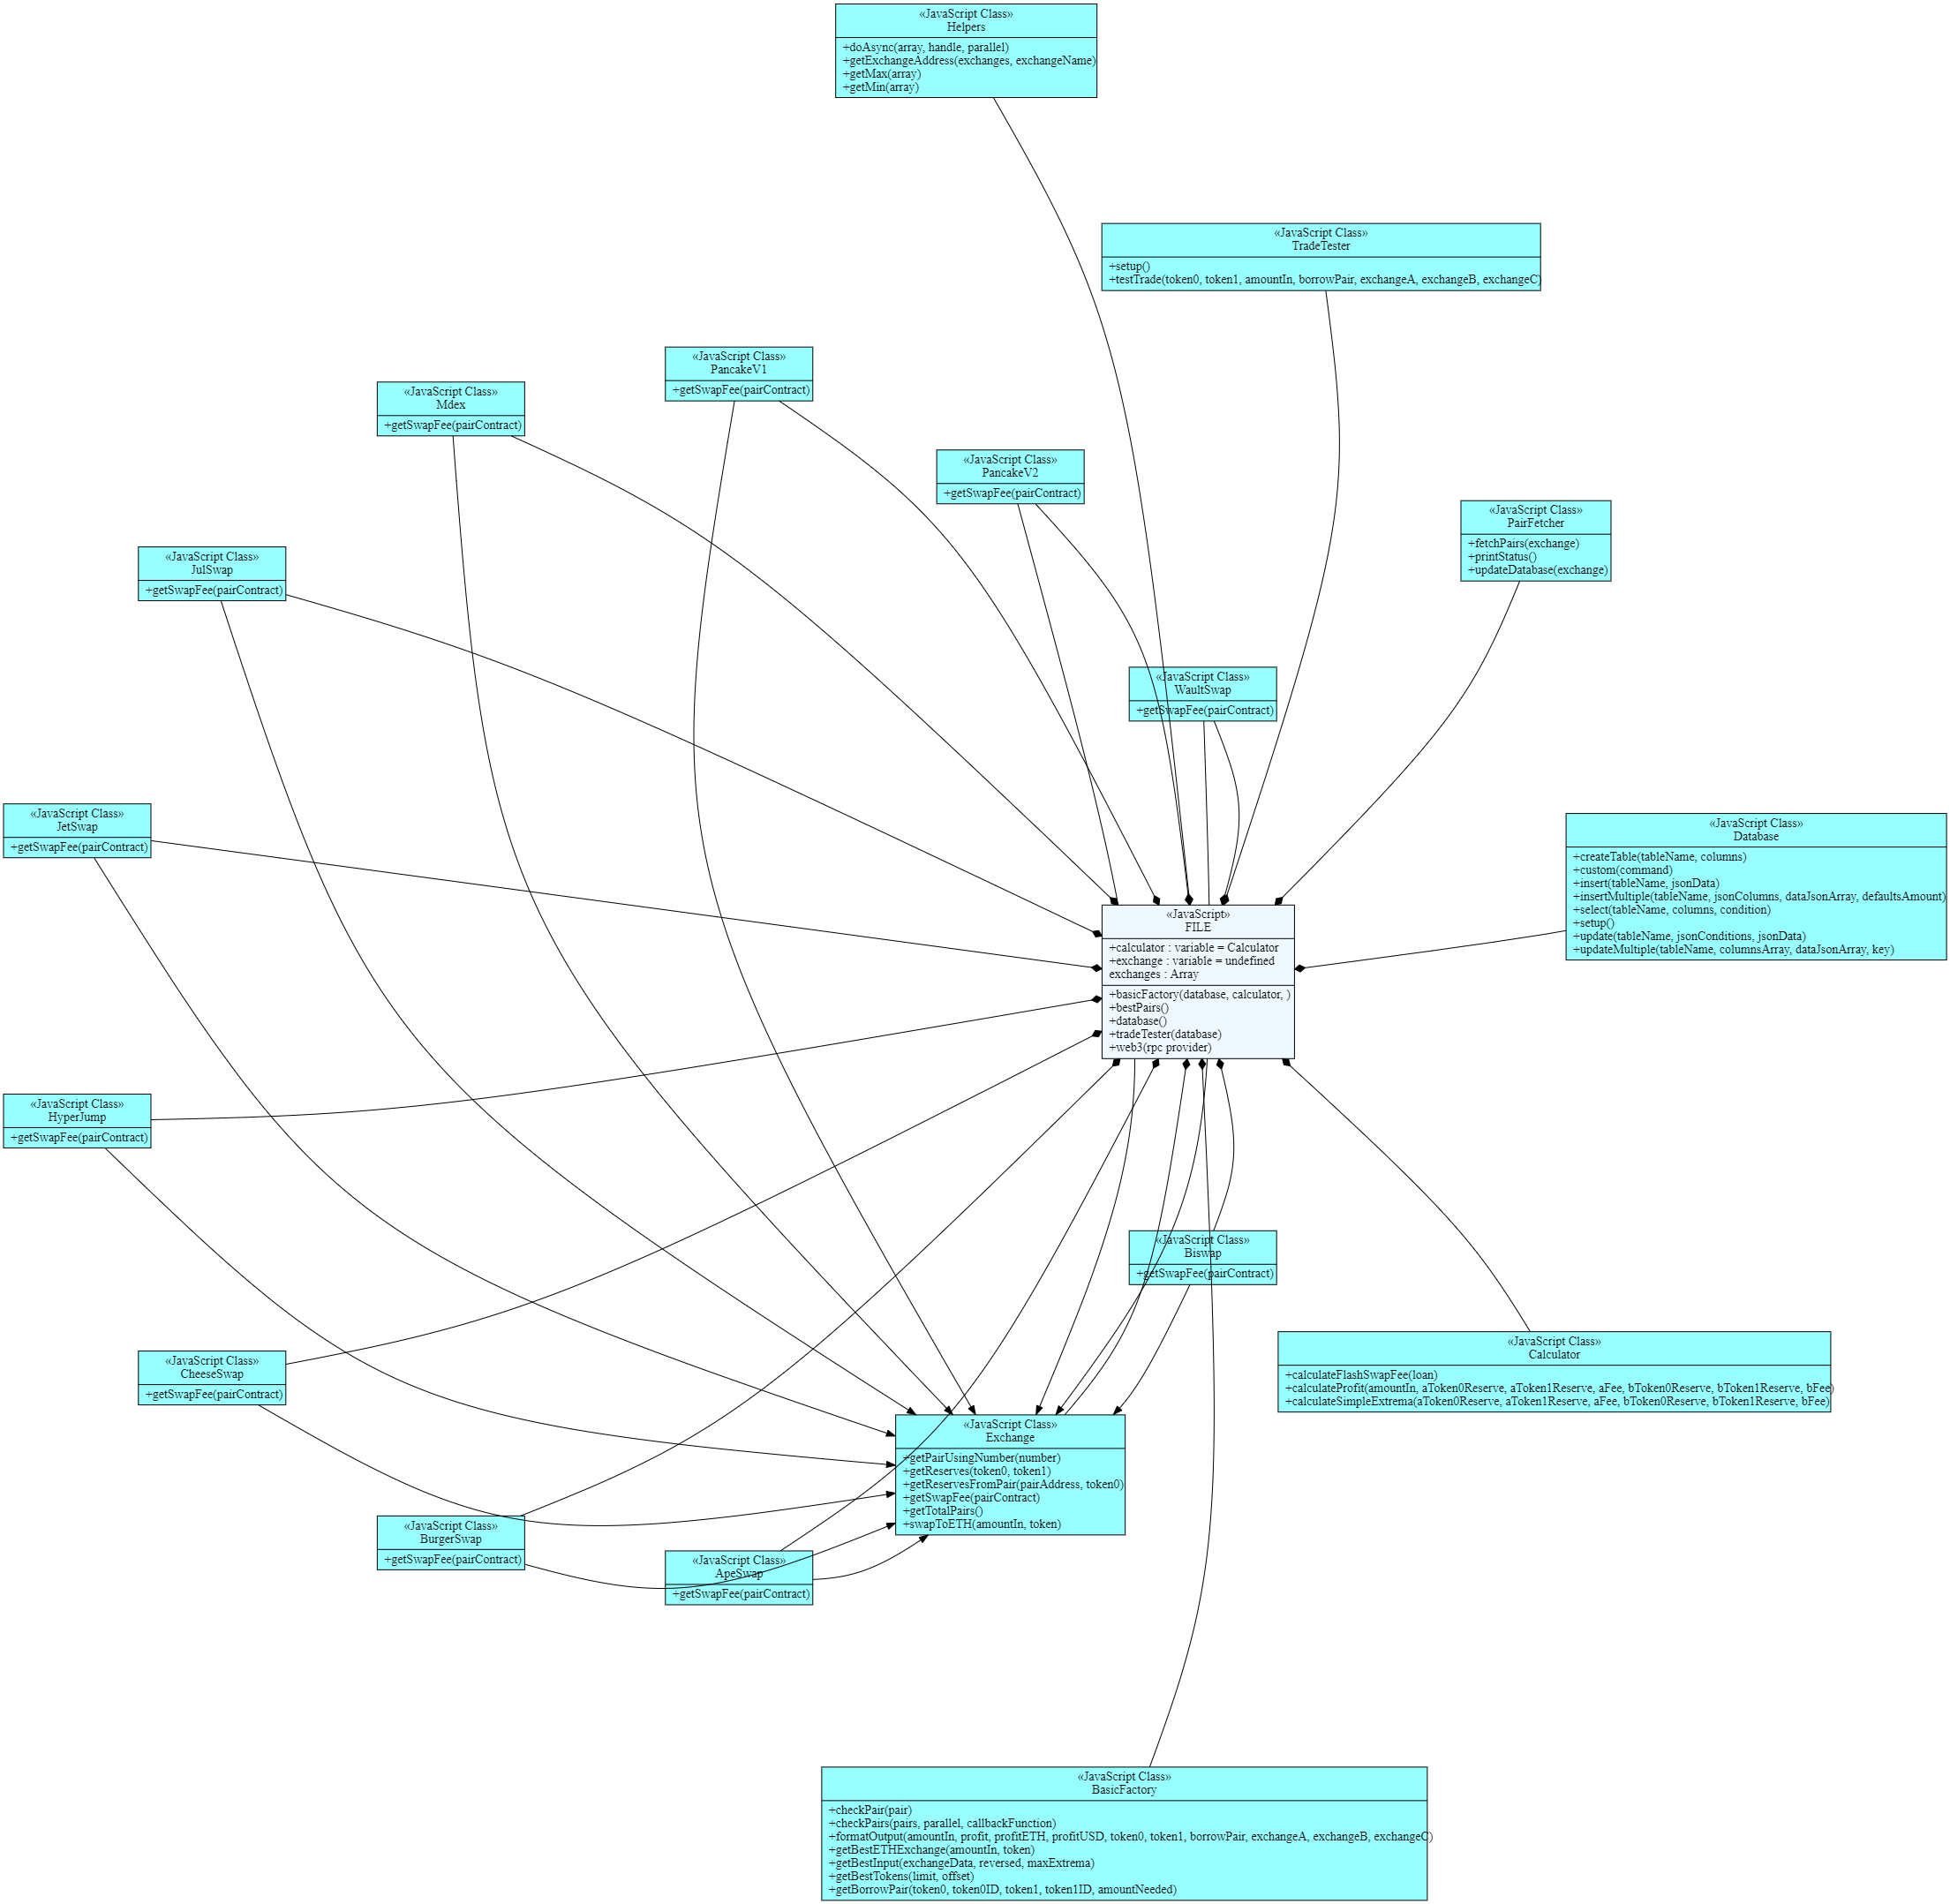 «JavaScript Class»
Helpers
+doAsync(array, handle, parallel)
+getExchangeAddress(exchanges, exchangeName)
+getMax(array)
+getMin(array)
«JavaScript Class»
TradeTester
+setup()
+testTrade(token0, token1, amountIn, borrowPair, exchangeA, exchangeB, exchangeC)
«JavaScript Class»
PancakeV1
+getSwapFee(pairContract)
«JavaScript Class»
Mdex
+getSwapFee(pairContract)
«JavaScript Class»
PancakeV2
+getSwapFee(pairContract)
«JavaScript Class»
PairFetcher
+fetchPairs(exchange)
+printStatus()
+updateDatabase(exchange)
«JavaScript Class»
JulSwap
+getSwapFee(pairContract)
«JavaScript Class»
WaultSwap
+getSwapFee(pairContract)
«JavaScript Class»
JetSwap
+getSwapFee(pairContract)
«JavaScript Class»
Database
+createTable(tableName, columns)
+custom(command)
+insert(tableName, jsonData)
+insertMultiple(tableName, jsonColumns, dataJsonArray, defaultsAmount)
+select(tableName, columns, condition)
+setup()
+update(tableName, jsonConditions, jsonData)
+updateMultiple(tableName, columnsArray, dataJsonArray, key)
«JavaScript»
FILE
+calculator : variable = Calculator
+exchange : variable = undefined
exchanges : Array
+basicFactory(database, calculator, )
+bestPairs()
+database()
+tradeTester(database)
+web3(rpc provider)
«JavaScript Class»
HyperJump
+getSwapFee(pairContract)
«JavaScript Class»
Biswap
+getSwapFee(pairContract)
«JavaScript Class»
Calculator
+calculateFlashSwapFee(loan)
+calculateProfit(amountIn, aToken0Reserve, aToken1Reserve, aFee, bToken0Reserve, bToken1Reserve, bFee)
+calculateSimpleExtrema(aToken0Reserve, aToken1Reserve, aFee, bToken0Reserve, bToken1Reserve, bFee)
«JavaScript Class»
CheeseSwap
+getSwapFee(pairContract)
«JavaScript Class»
Exchange
+getPairUsingNumber(number)
+getReserves(token0, token1)
+getReservesFromPair(pairAddress, token0)
+getSwapFee(pairContract)
+getTotalPairs()
+swapToETH(amountIn, token)
«JavaScript Class»
BurgerSwap
+getSwapFee(pairContract)
«JavaScript Class»
ApeSwap
+getSwapFee(pairContract)
«JavaScript Class»
BasicFactory
+checkPair(pair)
+checkPairs(pairs, parallel, callbackFunction)
+formatOutput(amountIn, profit, profitETH, profitUSD, token0, token1, borrowPair, exchangeA, exchangeB, exchangeC)
+getBestETHExchange(amountIn, token)
+getBestInput(exchangeData, reversed, maxExtrema)
+getBestTokens(limit, offset)
+getBorrowPair(token0, token0ID, token1, token1ID, amountNeeded)